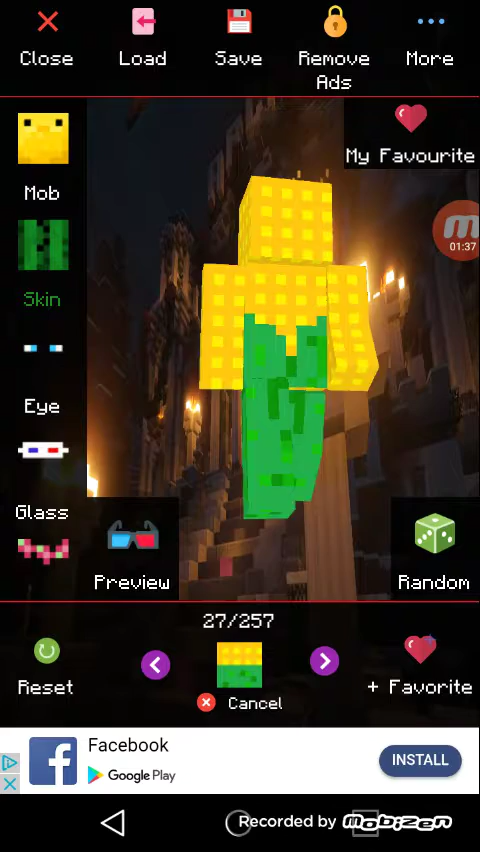 Close
Load
Save
Remove
Ads
More
My Favourite
Mob
01:37
Skin
Eye
Glass
Preview
Random
27/257
Reset
Cancel
+ Favorite
Facebook
Google Play
INSTALL
Recorded by Mobizen